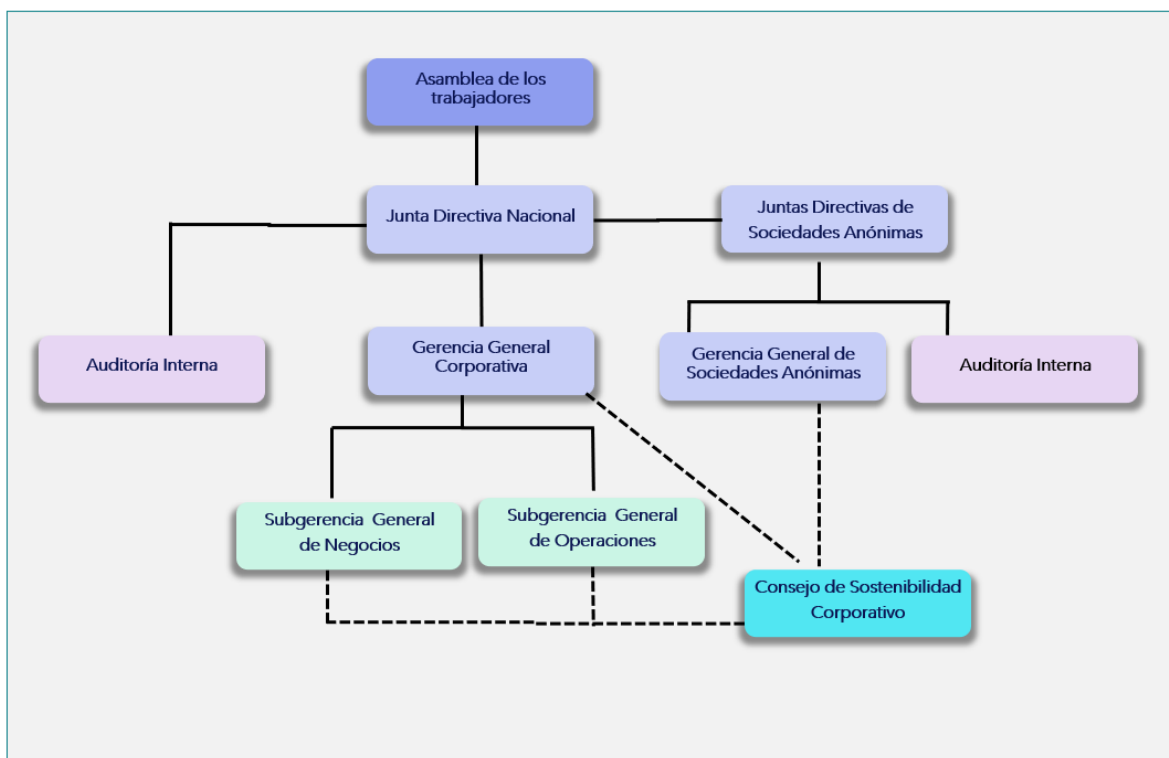 Asamblea de los
trabajadores
Junta Directiva Nacional
Juntas Directivas de
Sociedades Anónimas
Auditoría Interna
Gerencia General
Corporativa
Gerencia General de
Sociedades Anónimas
Auditoría Interna
Subgerencia General
de Negocios
Subgerencia General
de Operaciones
Consejo de Sostenibilidad
Corporativo